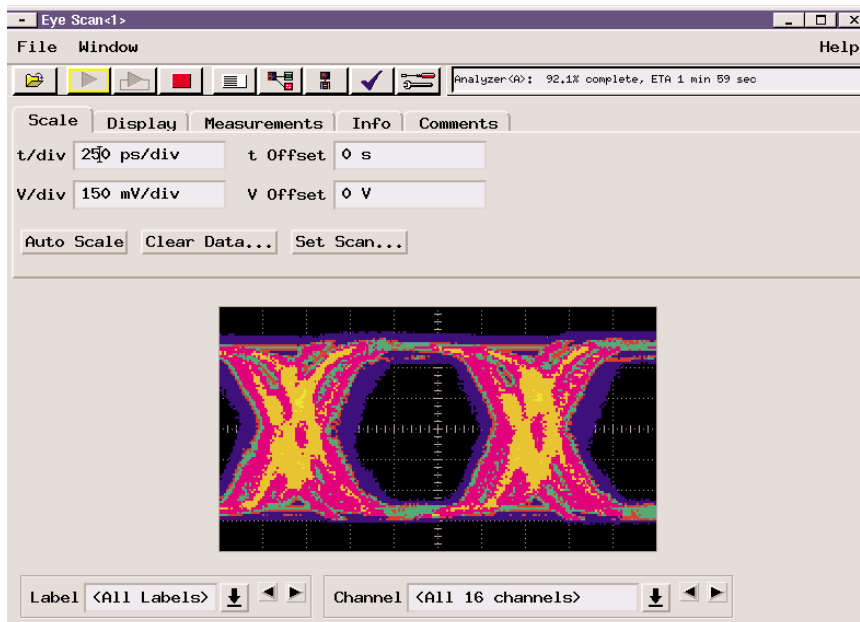 Eye Scan<1>
File Window Help
Analyzer<A>: 92.1% complete, ETA 1 min 59 sec
Scale Display Measurements Info Comments
t/div 250 ps/div t Offset 0 s
V/div 150 mV/div V Offset 0 V
Auto Scale Clear Data... Set Scan...
Label <All Labels> Channel <All 16 channels>